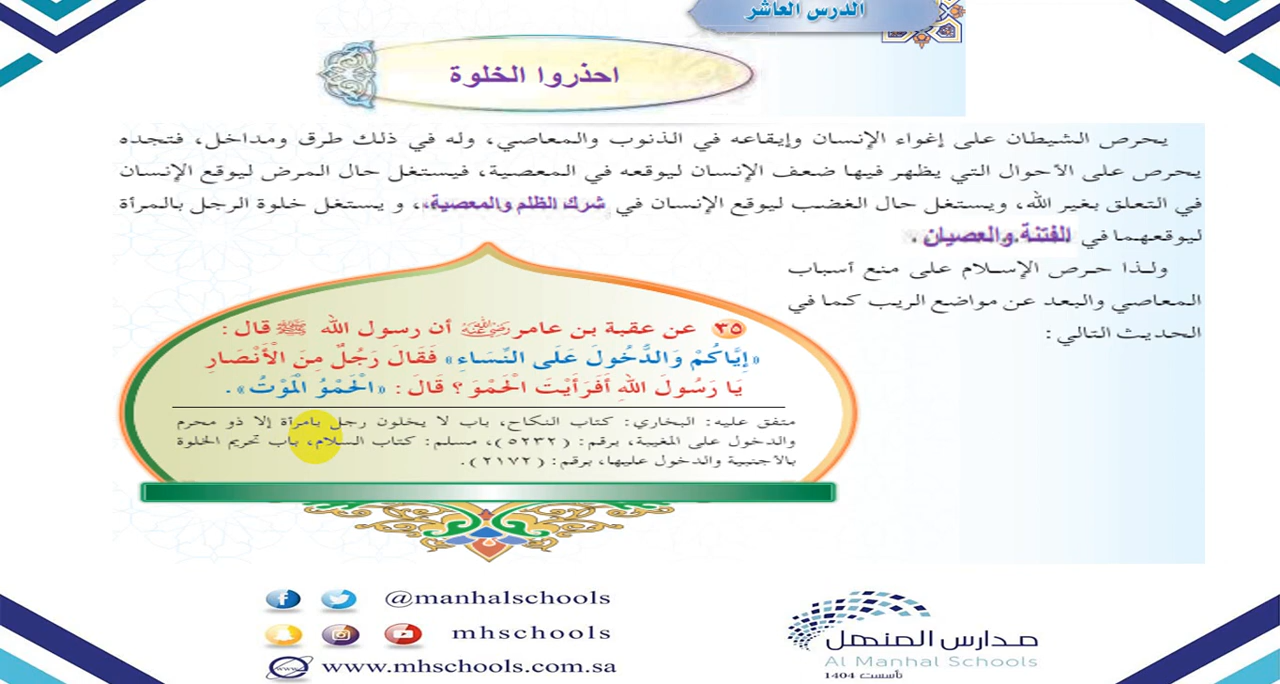 الدرس العاشر
احذروا الخلوة
يحرص الشيطان على إغواء الإنسان وإيقاعه في الذنوب والمعاصي، وله في ذلك طرق ومداخل، فتجده
يحرص على الأحوال التي يظهر فيها ضعف الإنسان ليوقعه في المعصية، فيستغل حال المرض ليوقع الإنسان
في التعلق بغير الله، ويستغل حال الغضب ليوقع الإنسان في شرك الظلم والمعصية،، و يستغل خلوة الرجل بالمرأة
ليوقعهما في الفتنة والعصيان .
ولذا حرص الإسلام على منع أسباب
المعاصي والبعد عن مواضع الريب كما في
الحديث التالي :
٣٥ عن عقبة بن عامر رضي الله عنه أن رسول الله ﷺ قال :
«إِيَّاكُمْ وَالدُّخُولَ عَلَى النِّسَاءِ» فَقَالَ رَجُلٌ مِنَ الْأَنْصَارِ
يَا رَسُولَ اللهِ أَفَرَأَيْتَ الْحَمْوَ ؟ قَالَ : «الْحَمْوُ الْمَوْتُ» .
متفق عليه: البخاري: كتاب النكاح، باب لا يخلون رجل بامرأة إلا ذو محرم
والدخول على المغيبة، برقم: (٥٢٣٢)، مسلم: كتاب السلام، باب تحريم الخلوة
بالأجنبية والدخول عليها، برقم: (٢١٧٢).
@manhalschools
mhschools
www.mhschools.com.sa
مدارس المنهل
Al Manhal Schools
تأسست 1404